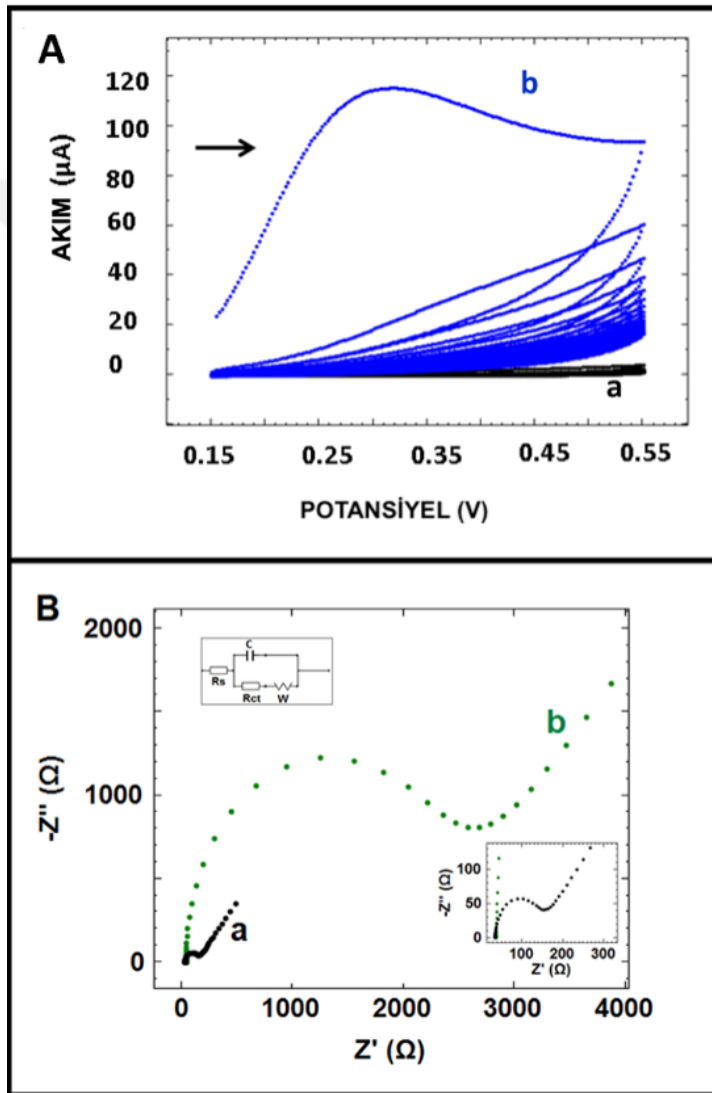 A
AKIM (µA)
120
100
80
60
40
20
0
b
a
0.15 0.25 0.35 0.45 0.55
POTANSİYEL (V)
B
-Z'' (Ω)
2000
1000
0
C
Rs
Rct W
b
a
-Z'' (Ω)
100
50
0
100 200 300
Z' (Ω)
0 1000 2000 3000 4000
Z' (Ω)